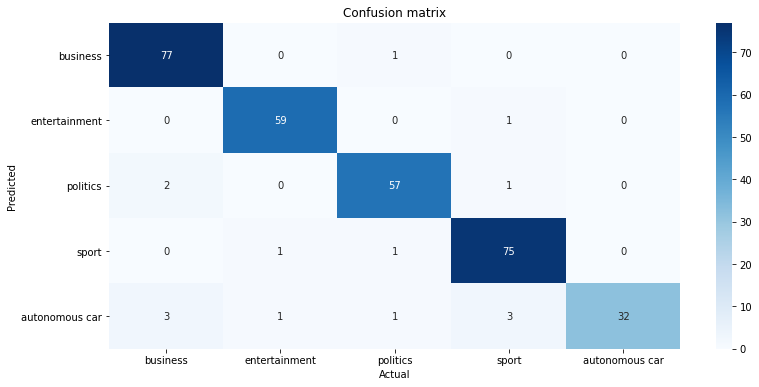 Confusion matrix
business 77 0 1 0 0
entertainment 0 59 0 1 0
politics 2 0 57 1 0
sport 0 1 1 75 0
autonomous car 3 1 1 3 32
business entertainment politics sport autonomous car
Actual
Predicted
70
60
50
40
30
20
10
0